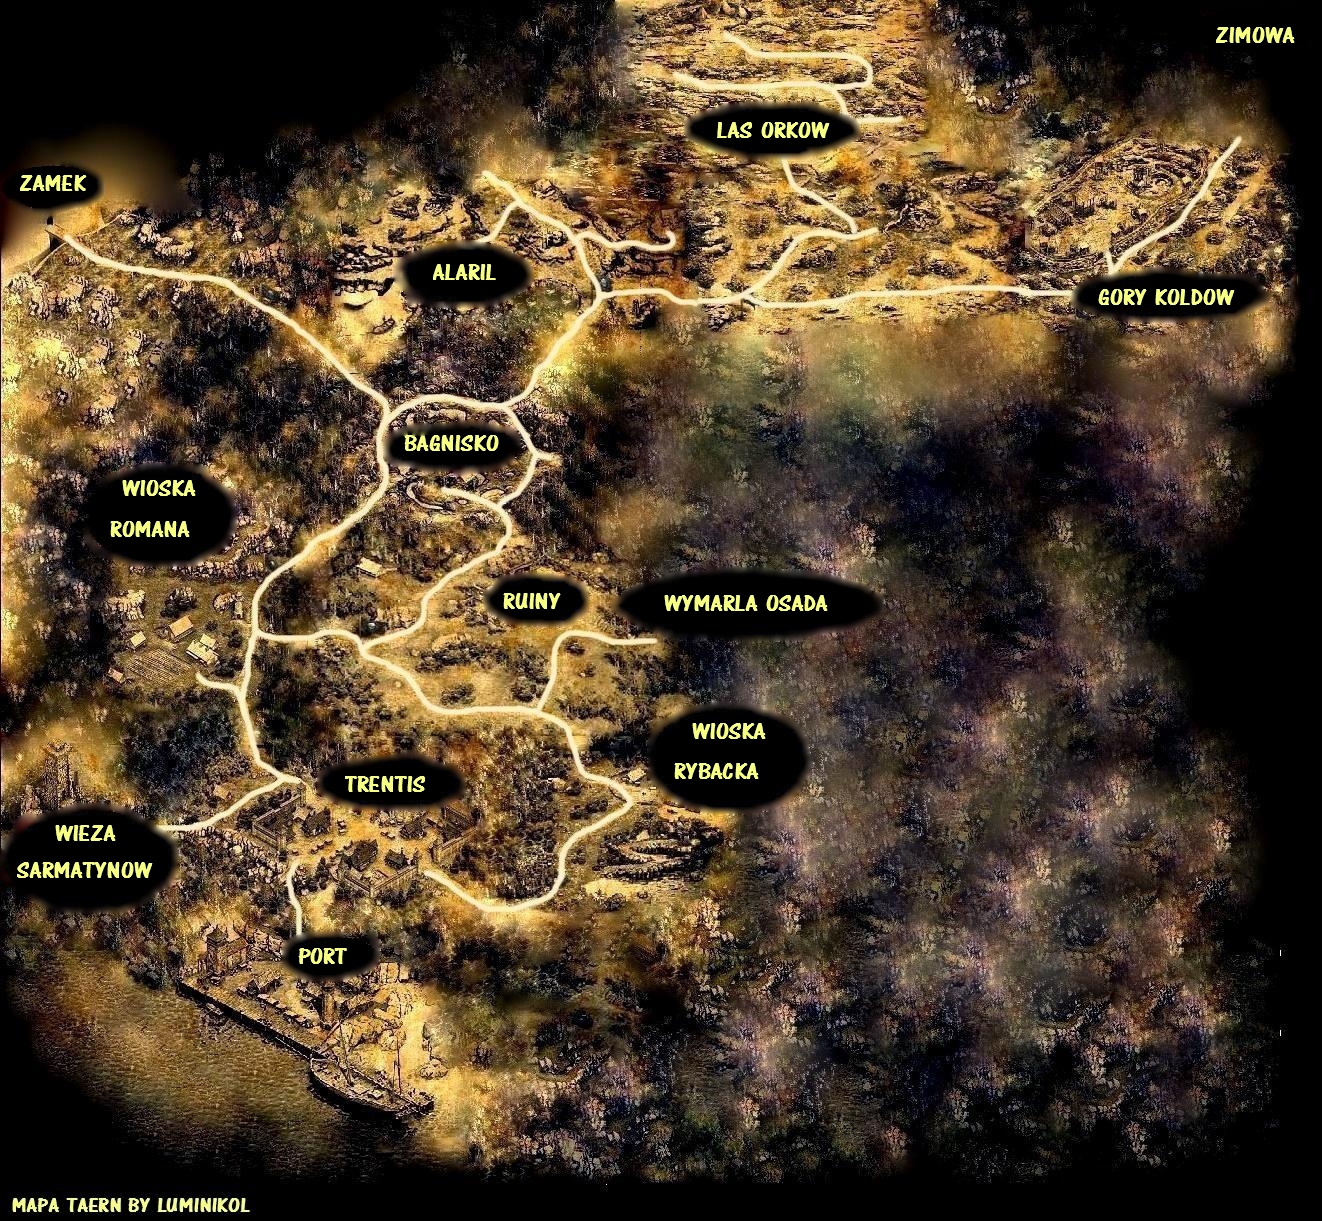 ZIMOWA
LAS ORKOW
ZAMEK
ALARIL
GORY KOLDOW
BAGNISKO
WIOSKA
ROMANA
RUINY
WYMARLA OSADA
WIOSKA
RYBACKA
TRENTIS
WIEZA
SARMATYNOW
PORT
MAPA TAERN BY LUMINIKOL